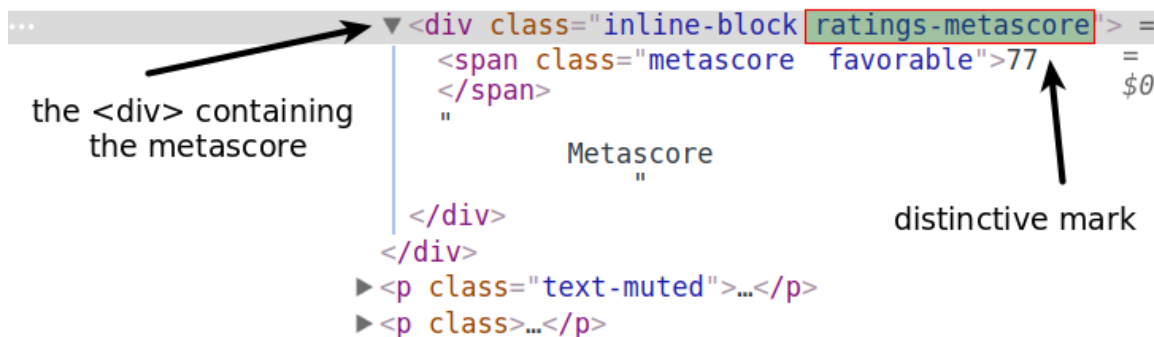 … ▼ <div class="inline-block ratings-metascore"> =
<span class="metascore  favorable">77 =
</span> $0
the <div> containing
the metascore
"
Metascore
"
</div>
distinctive mark
</div>
▶ <p class="text-muted">…</p>
▶ <p class>…</p>